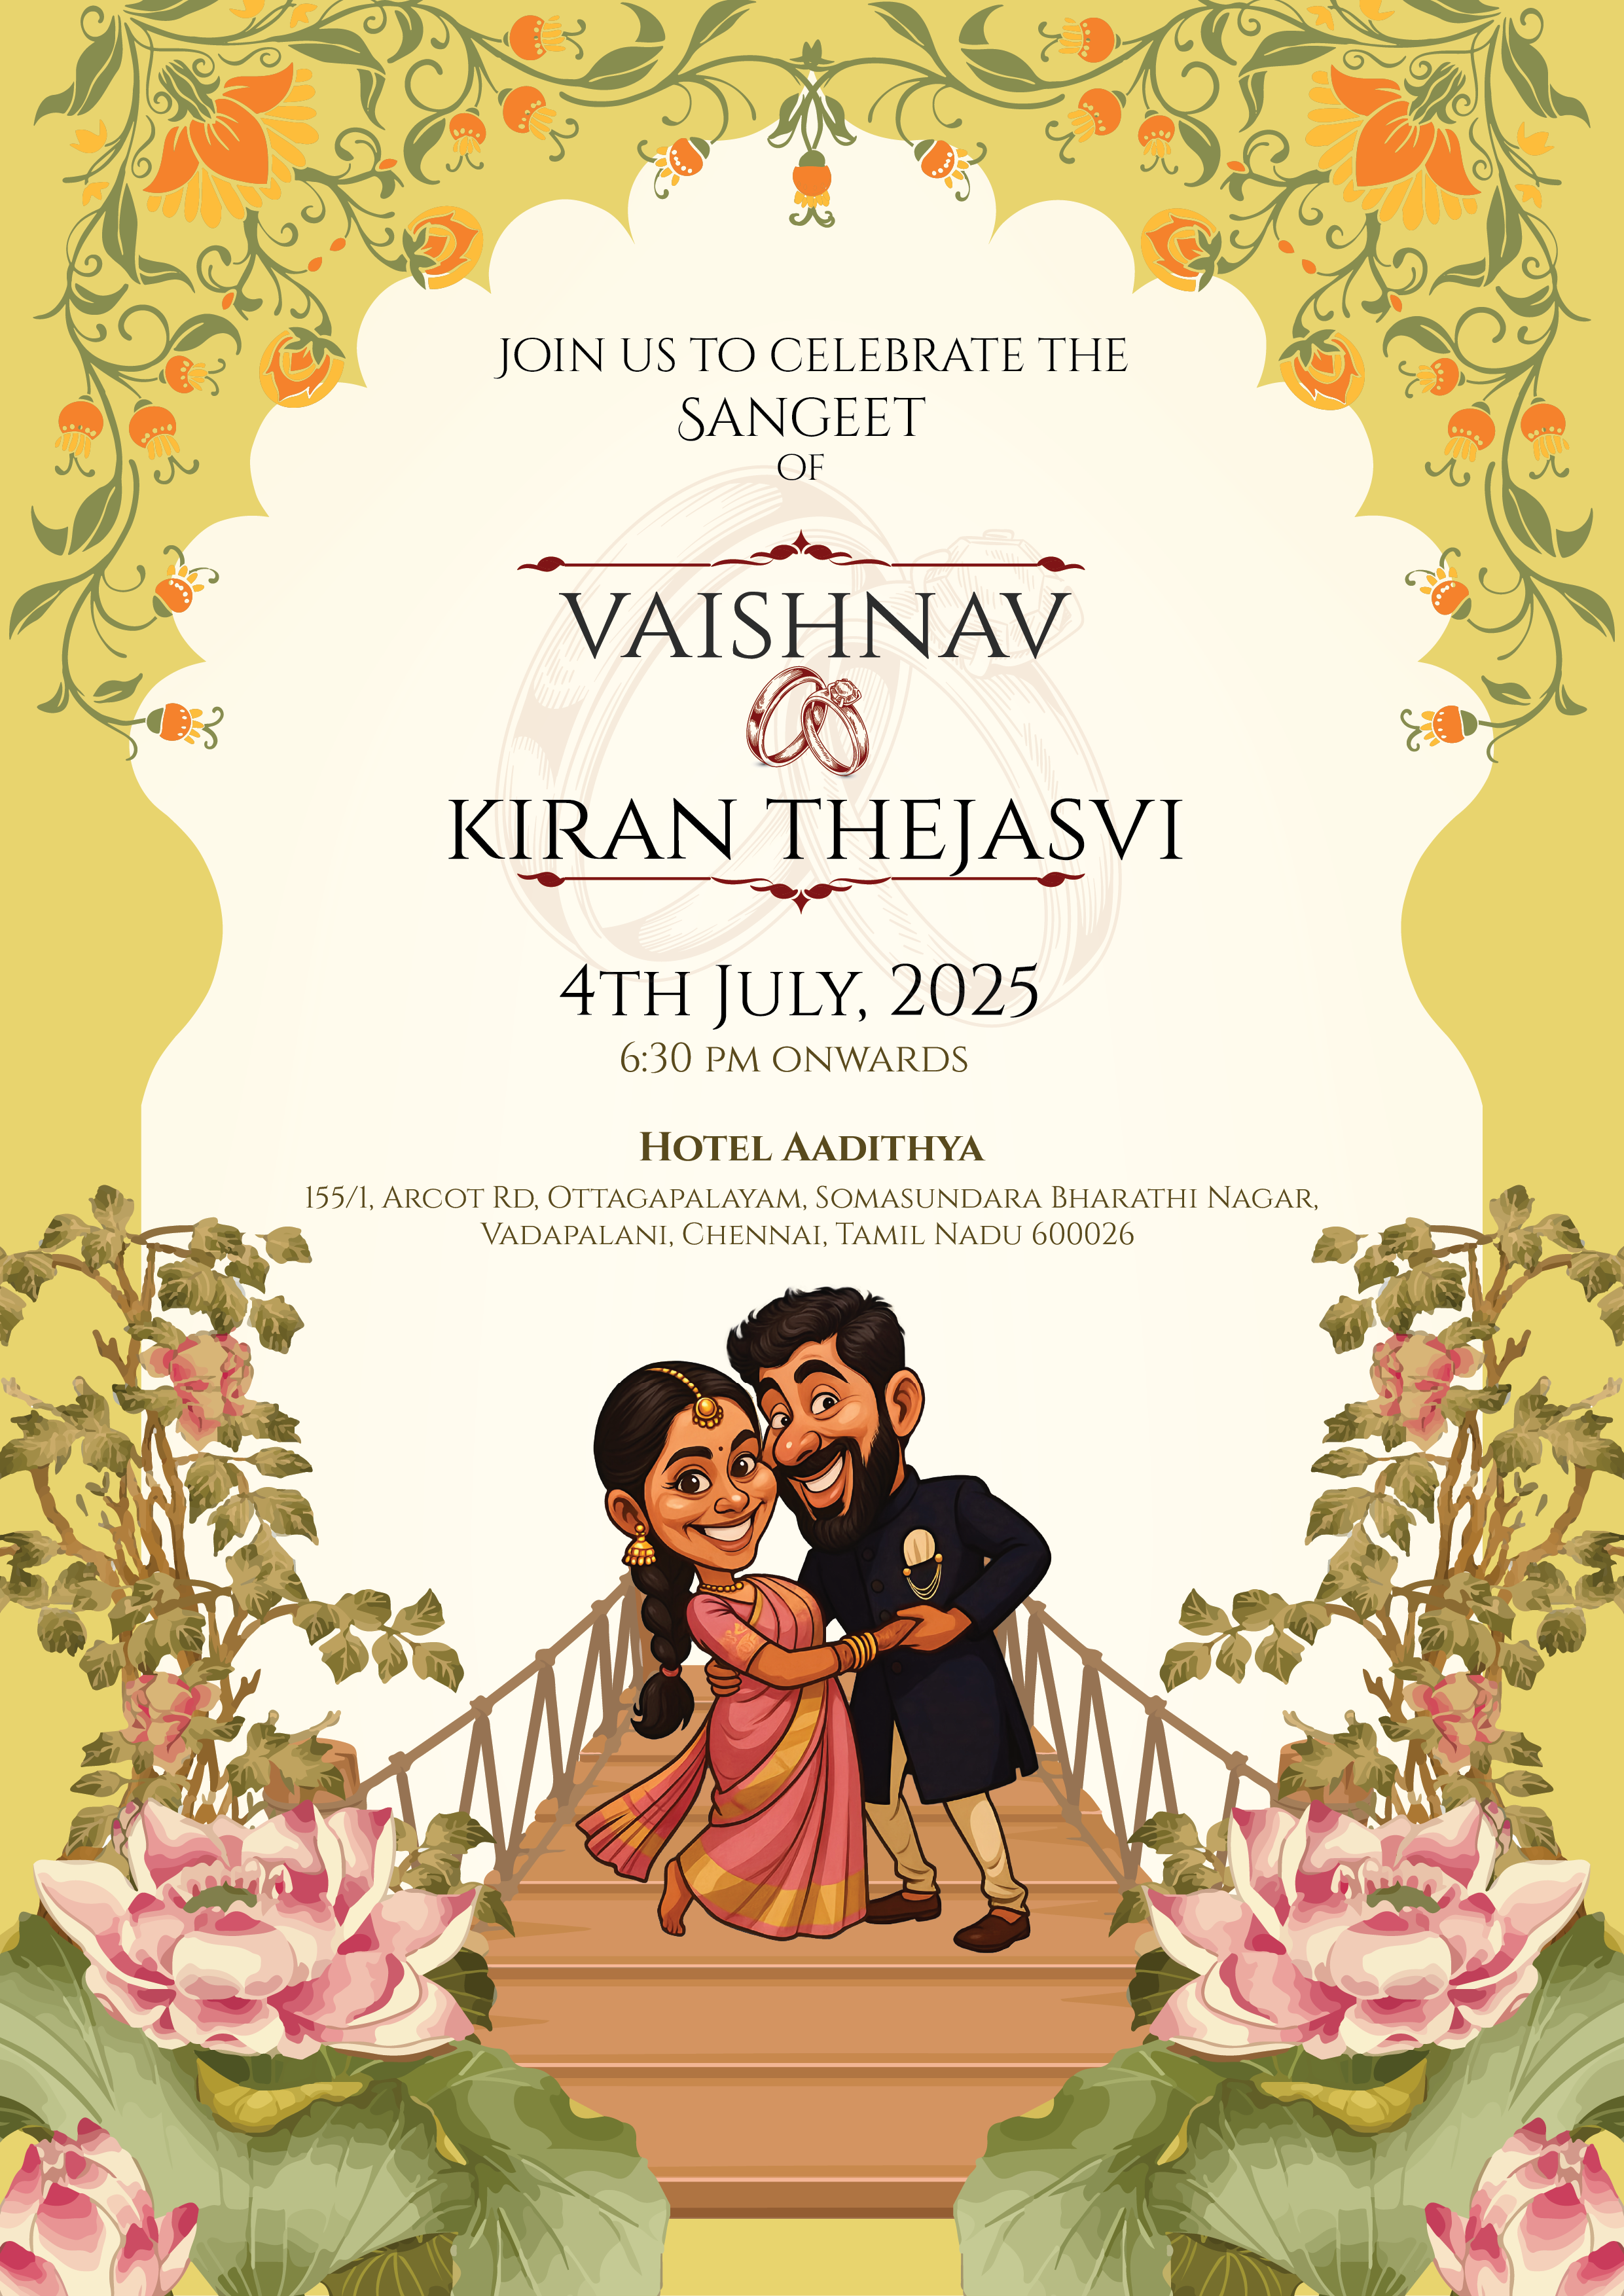 Join us to Celebrate the
Sangeet
of
Vaishnav
Kiran Thejasvi
4th July, 2025
6:30 pm onwards
Hotel Aadithya
155/1, Arcot Rd, Ottagapalayam, Somasundara Bharathi Nagar,
Vadapalani, Chennai, Tamil Nadu 600026